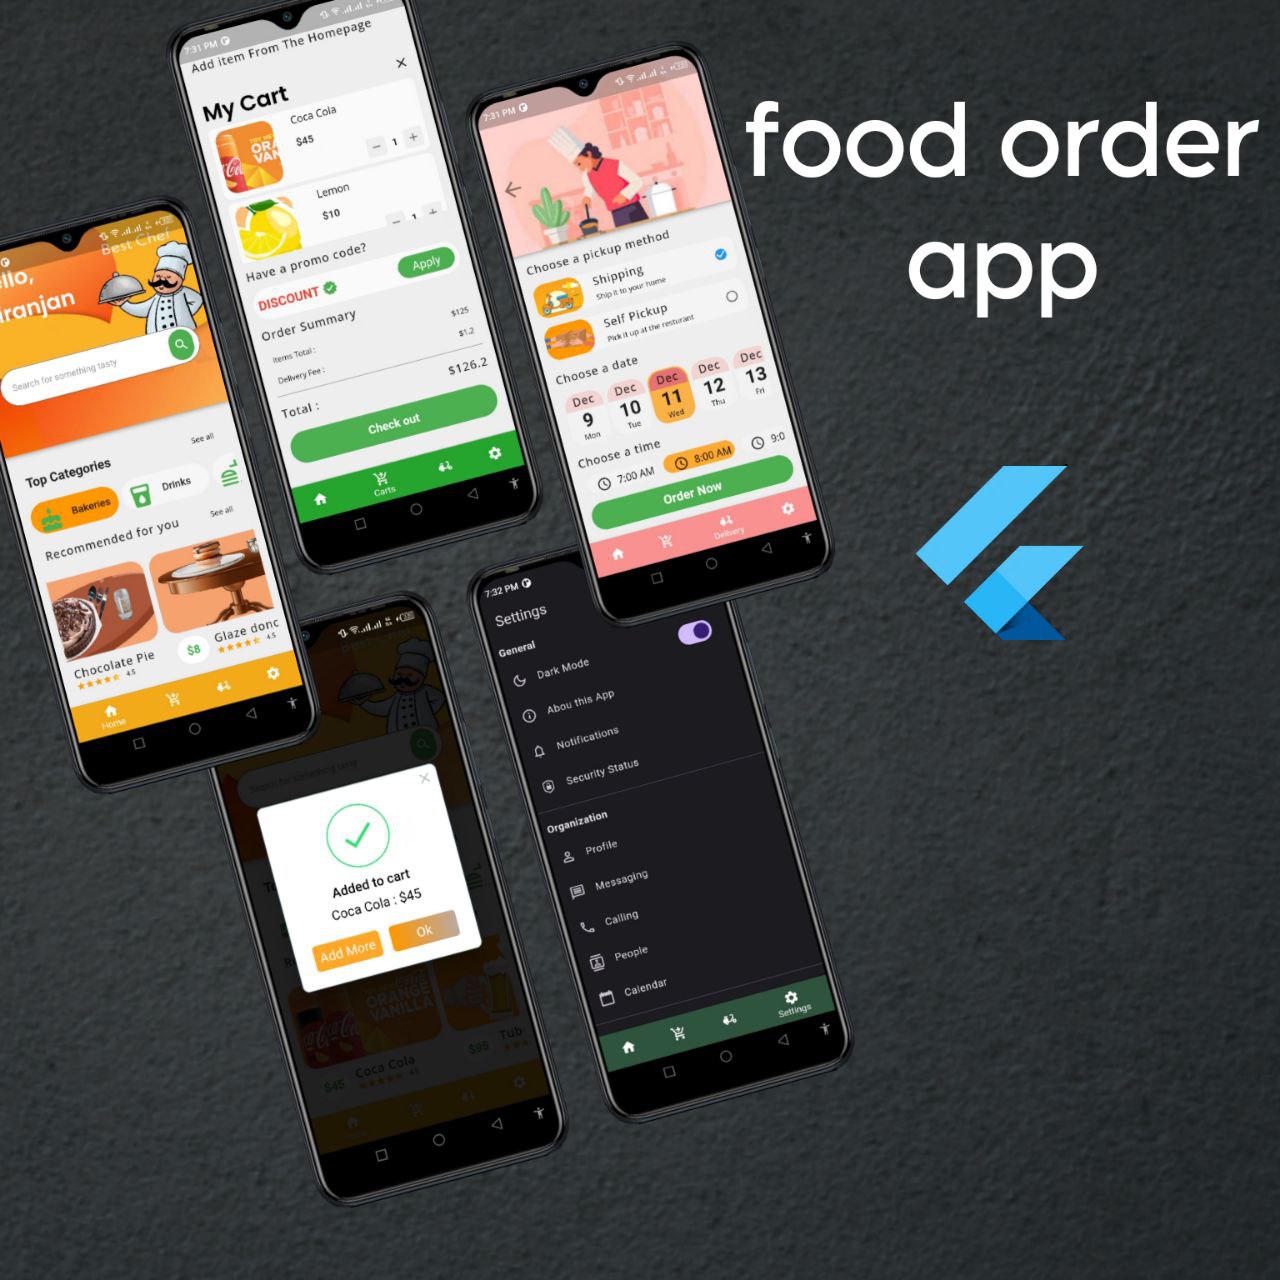 food order
app
7:31 PM
Add item From The Homepage
My Cart
Coca Cola
$45
1
Lemon
$10
1
Have a promo code?
DISCOUNT
Apply
Order Summary
Items Total :
$125
Delivery Fee :
$1.2
Total :
$126.2
Check out
Carts
7:31 PM
Choose a pickup method
Shipping
Ship it to your home
Self Pickup
Pick it up at the resturant
Choose a date
Dec Dec Dec Dec Dec
9 10 11 12 13
Mon Tue Wed Thu Fri
Choose a time
7:00 AM 8:00 AM 9:0
Order Now
Delivery
Best Chef
llo,
iranjan
Search for something tasty
Top Categories
See all
Bakeries
Drinks
Recommended for you
See all
Chocolate Pie
4.5
$8
Glaze donc
4.5
Home
Search for something tasty
Added to cart
Coca Cola : $45
Add More
Ok
ORANGE
VANILLA
$45
Coca Cola
4.5
$95
Tub
7:32 PM
Settings
General
Dark Mode
Abou this App
Notifications
Security Status
Organization
Profile
Messaging
Calling
People
Calendar
Settings